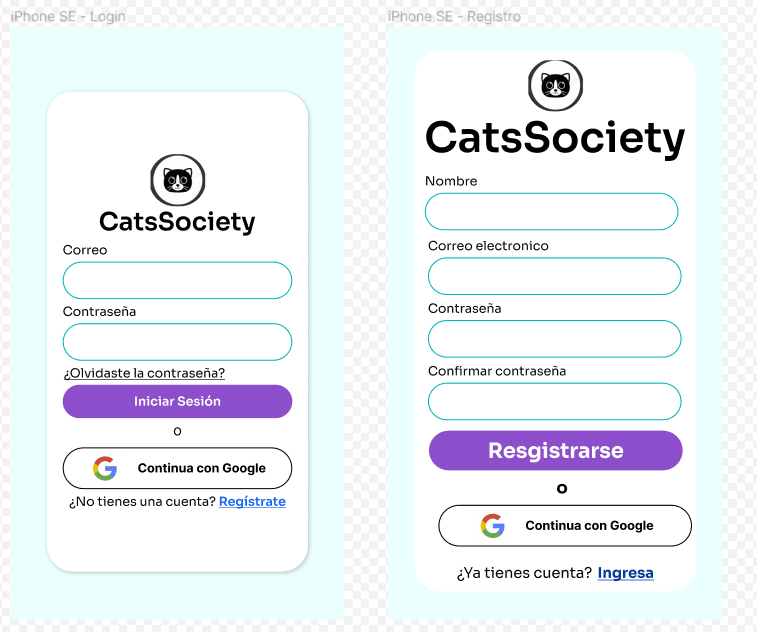 iPhone SE - Login
CatsSociety
Correo
Contraseña
¿Olvidaste la contraseña?
Iniciar Sesión
o
Continua con Google
¿No tienes una cuenta? Regístrate
iPhone SE - Registro
CatsSociety
Nombre
Correo electronico
Contraseña
Confirmar contraseña
Resgistrarse
o
Continua con Google
¿Ya tienes cuenta? Ingresa